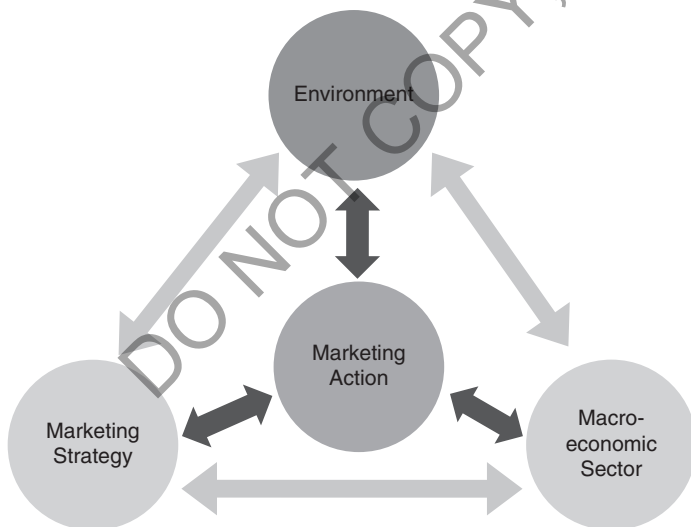 Environment
Marketing
Action
Marketing
Strategy
Macro-
economic
Sector
DO NOT COPY,